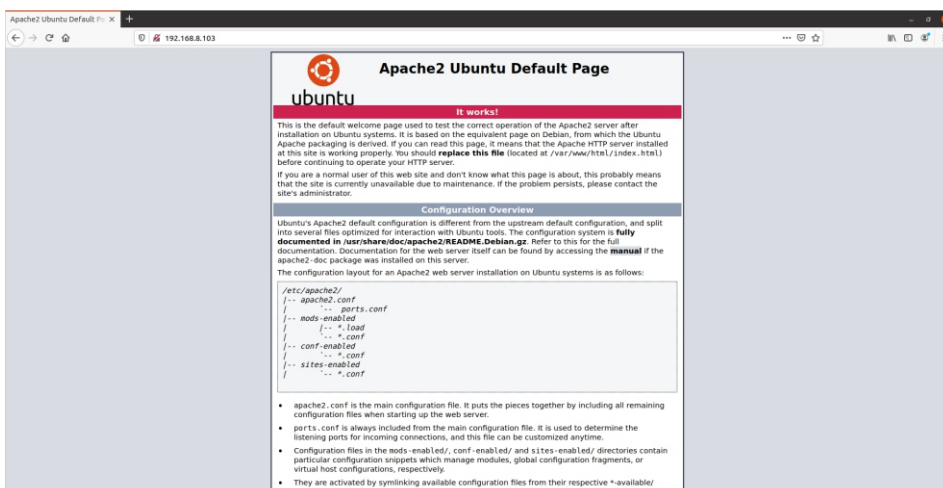 Apache2 Ubuntu Default Pa
192.168.8.103
Apache2 Ubuntu Default Page
ubuntu
It works!
This is the default welcome page used to test the correct operation of the Apache2 server after
installation on Ubuntu systems. It is based on the equivalent page on Debian, from which the Ubuntu
Apache packaging is derived. If you can read this page, it means that the Apache HTTP server installed
at this site is working properly. You should replace this file (located at /var/www/html/index.html)
before continuing to operate your HTTP server.
If you are a normal user of this web site and don't know what this page is about, this probably means
that the site is currently unavailable due to maintenance. If the problem persists, please contact the
site's administrator.
Configuration Overview
Ubuntu's Apache2 default configuration is different from the upstream default configuration, and split
into several files optimized for interaction with Ubuntu tools. The configuration system is fully
documented in /usr/share/doc/apache2/README.Debian.gz. Refer to this for the full
documentation. Documentation for the web server itself can be found by accessing the manual if the
apache2-doc package was installed on this server.
The configuration layout for an Apache2 web server installation on Ubuntu systems is as follows:
/etc/apache2/
|-- apache2.conf
|       `-- ports.conf
|-- mods-enabled
|       |-- *.load
|       `-- *.conf
|-- conf-enabled
|       `-- *.conf
|-- sites-enabled
|       `-- *.conf
• apache2.conf is the main configuration file. It puts the pieces together by including all remaining
configuration files when starting up the web server.
• ports.conf is always included from the main configuration file. It is used to determine the
listening ports for incoming connections, and this file can be customized anytime.
• Configuration files in the mods-enabled/, conf-enabled/ and sites-enabled/ directories contain
particular configuration snippets which manage modules, global configuration fragments, or
virtual host configurations, respectively.
• They are activated by symlinking available configuration files from their respective *-available/